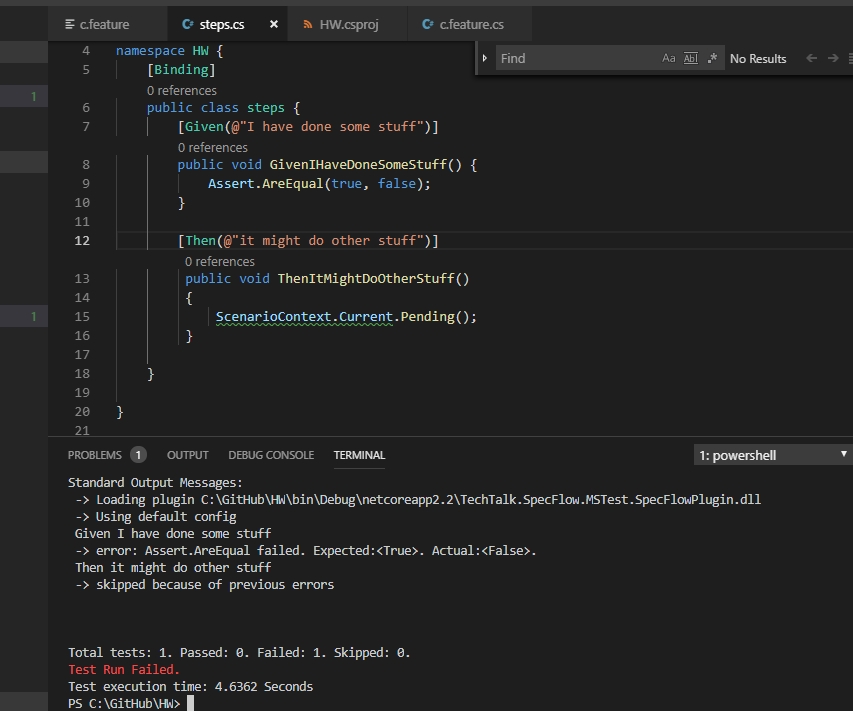 c.feature
C# steps.cs ×
HW.csproj
C# c.feature.cs
Find Aa Abl .* No Results
1
1
4 namespace HW {
5 [Binding]
0 references
6 public class steps {
7 [Given(@"I have done some stuff")]
0 references
8 public void GivenIHaveDoneSomeStuff() {
9 Assert.AreEqual(true, false);
10 }
11
12 [Then(@"it might do other stuff")]
0 references
13 public void ThenItMightDoOtherStuff()
14 {
15 ScenarioContext.Current.Pending();
16 }
17
18 }
19
20 }
21
PROBLEMS 1 OUTPUT DEBUG CONSOLE TERMINAL 1: powershell
Standard Output Messages:
-> Loading plugin C:\GitHub\HW\bin\Debug\netcoreapp2.2\TechTalk.SpecFlow.MSTest.SpecFlowPlugin.dll
-> Using default config
Given I have done some stuff
-> error: Assert.AreEqual failed. Expected:<True>. Actual:<False>.
Then it might do other stuff
-> skipped because of previous errors
Total tests: 1. Passed: 0. Failed: 1. Skipped: 0.
Test Run Failed.
Test execution time: 4.6362 Seconds
PS C:\GitHub\HW>